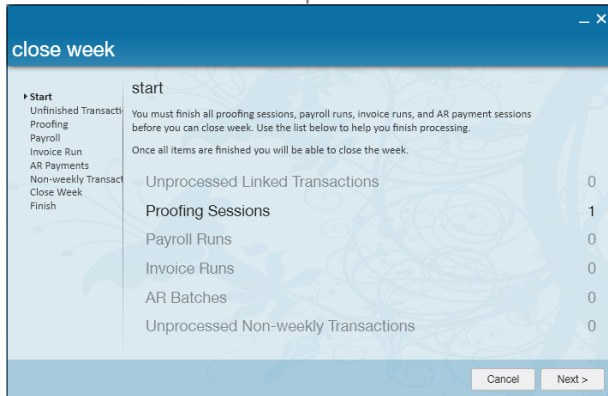 close week
Start
Unfinished Transacti
Proofing
Payroll
Invoice Run
AR Payments
Non-weekly Transact
Close Week
Finish
start
You must finish all proofing sessions, payroll runs, invoice runs, and AR payment sessions
before you can close week. Use the list below to help you finish processing.
Once all items are finished you will be able to close the week.
Unprocessed Linked Transactions 0
Proofing Sessions 1
Payroll Runs 0
Invoice Runs 0
AR Batches 0
Unprocessed Non-weekly Transactions 0
Cancel Next >